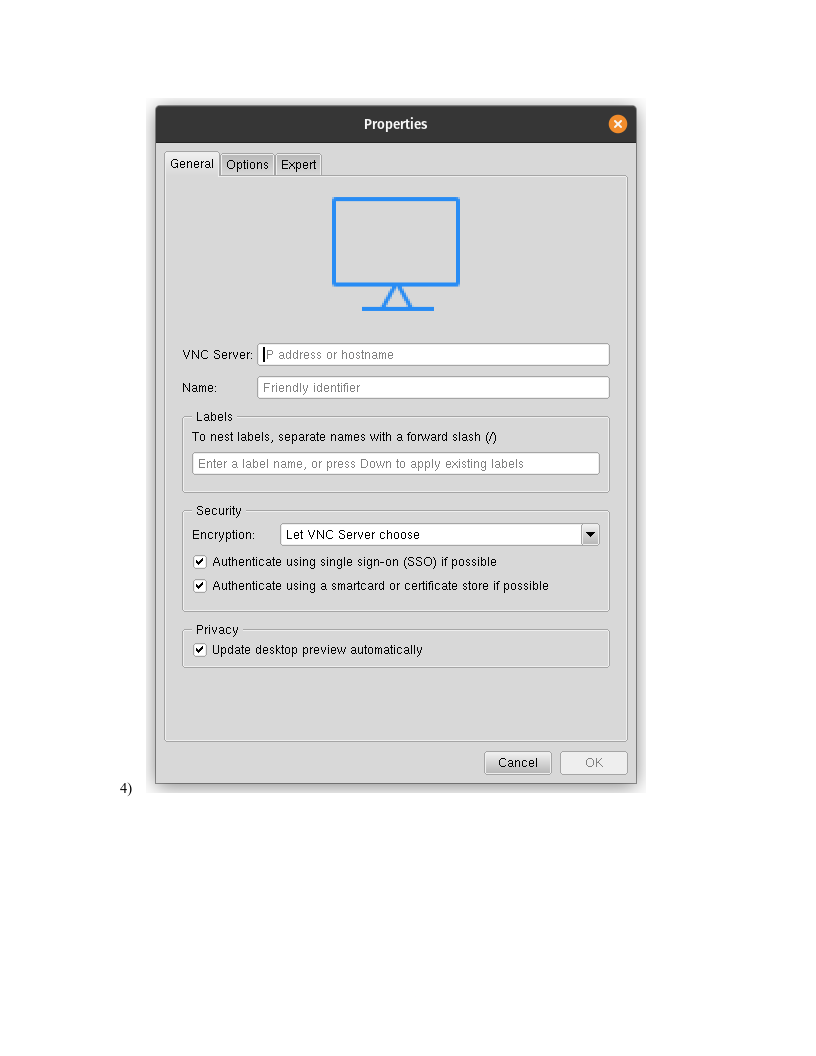 Properties
General Options Expert
VNC Server: IP address or hostname
Name: Friendly identifier
Labels
To nest labels, separate names with a forward slash (/)
Enter a label name, or press Down to apply existing labels
Security
Encryption: Let VNC Server choose
Authenticate using single sign-on (SSO) if possible
Authenticate using a smartcard or certificate store if possible
Privacy
Update desktop preview automatically
Cancel OK
4)